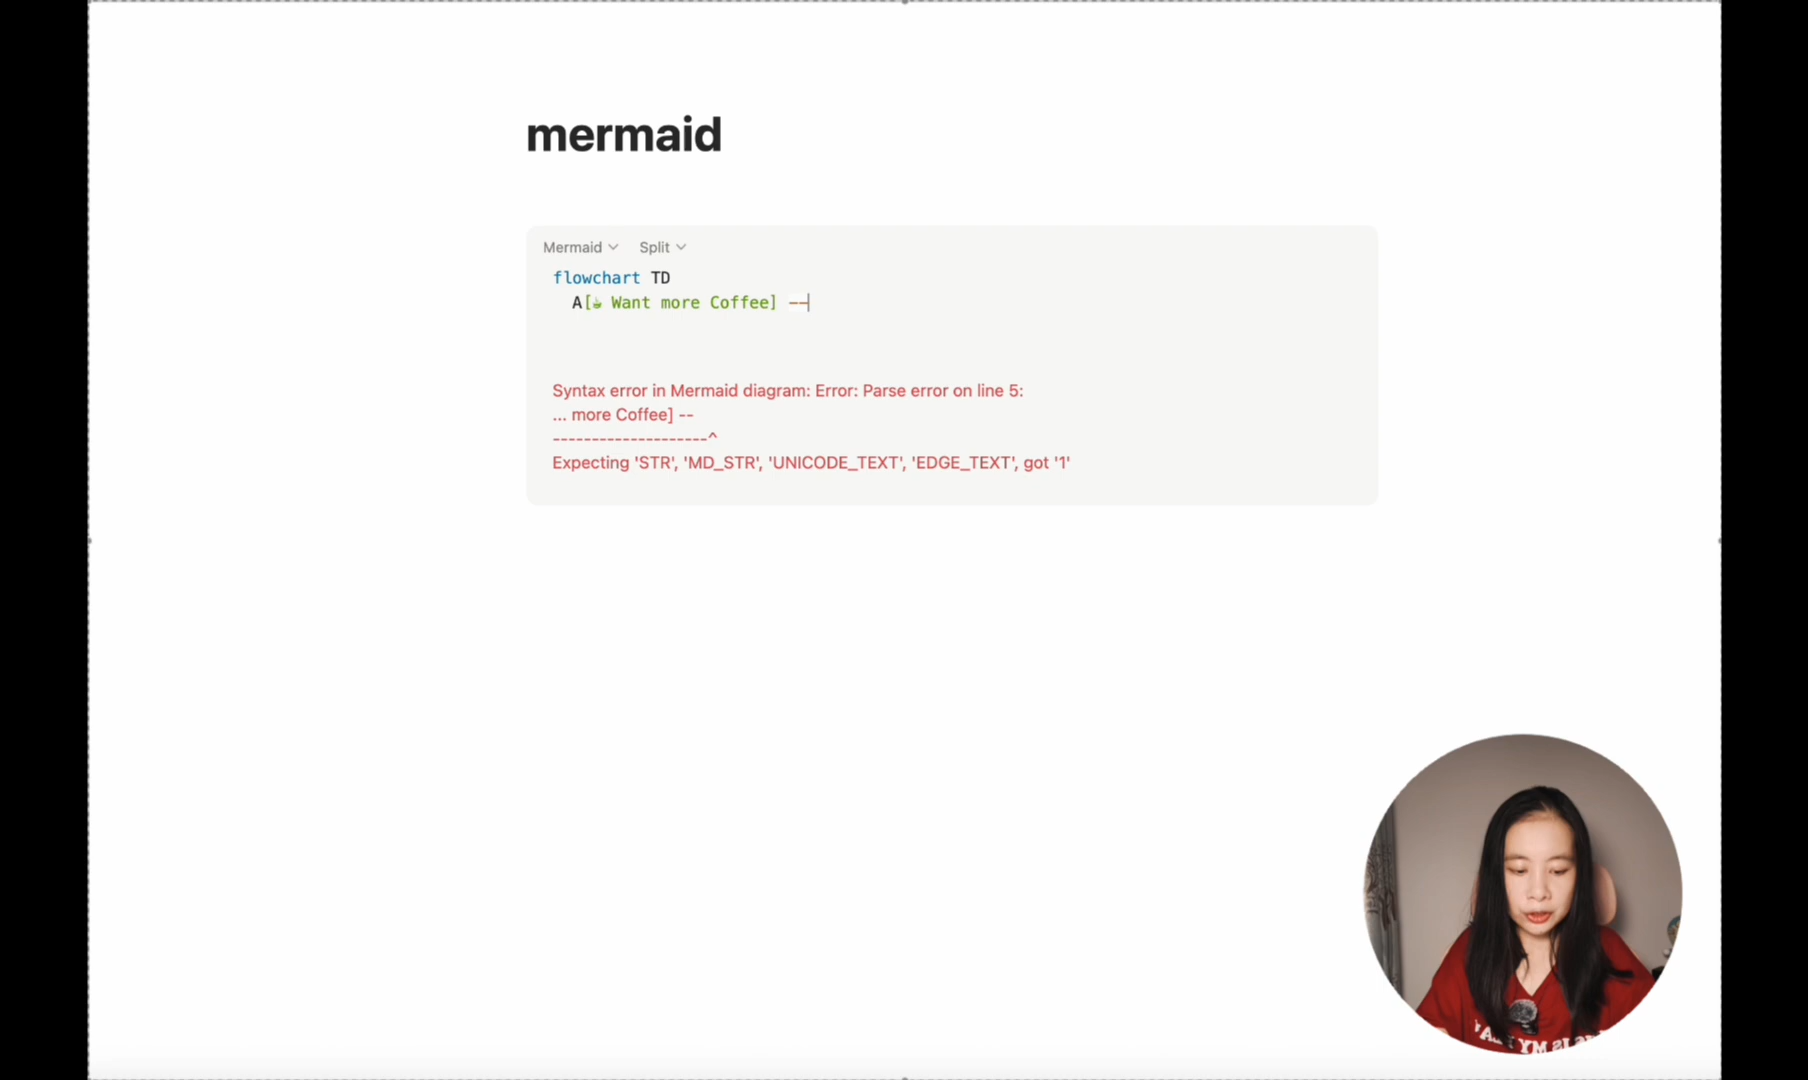 mermaid
Mermaid Split
flowchart TD
A[☕ Want more Coffee] --
Syntax error in Mermaid diagram: Error: Parse error on line 5:
... more Coffee] --
--------------------^
Expecting 'STR', 'MD_STR', 'UNICODE_TEXT', 'EDGE_TEXT', got '1'
MY